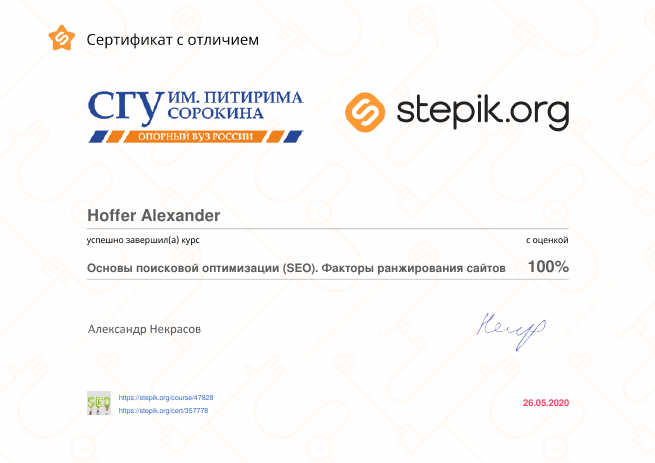 Сертификат с отличием
СГУ ИМ. ПИТИРИМА
СОРОКИНА
ОПОРНЫЙ ВУЗ РОССИИ
stepik.org
Hoffer Alexander
успешно завершил(а) курс с оценкой
Основы поисковой оптимизации (SEO). Факторы ранжирования сайтов 100%
Александр Некрасов
SEO
https://stepik.org/course/47828
https://stepik.org/cert/357778
26.05.2020